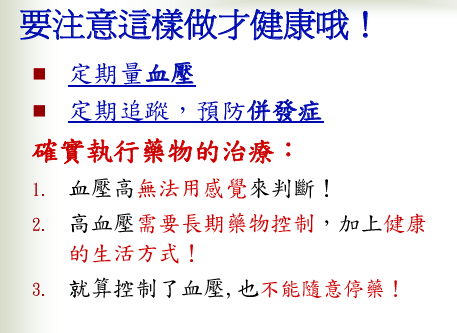 要注意這樣做才健康哦！
定期量血壓
定期追蹤，預防併發症
確實執行藥物的治療：
1. 血壓高無法用感覺來判斷！
2. 高血壓需要長期藥物控制，加上健康
的生活方式！
3. 就算控制了血壓,也不能隨意停藥！